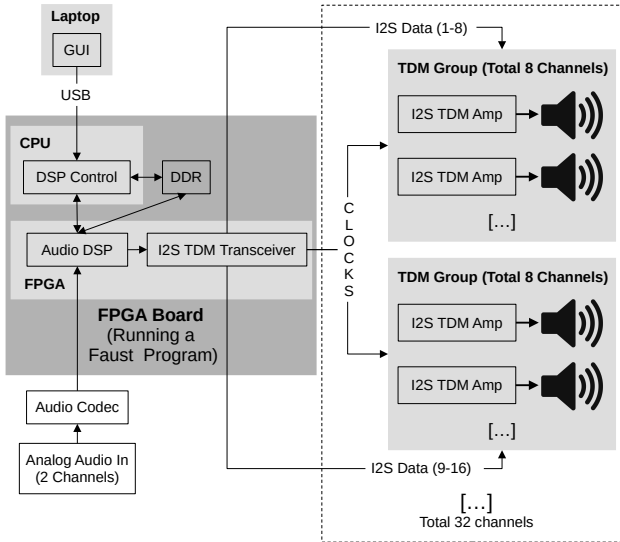 Laptop
GUI
USB
CPU
DSP Control
DDR
Audio DSP
I2S TDM Transceiver
FPGA
FPGA Board
(Running a
Faust Program)
Audio Codec
Analog Audio In
(2 Channels)
I2S Data (1-8)
CLOCKS
TDM Group (Total 8 Channels)
I2S TDM Amp
I2S TDM Amp
[...]
TDM Group (Total 8 Channels)
I2S TDM Amp
I2S TDM Amp
[...]
I2S Data (9-16)
[...]
Total 32 channels